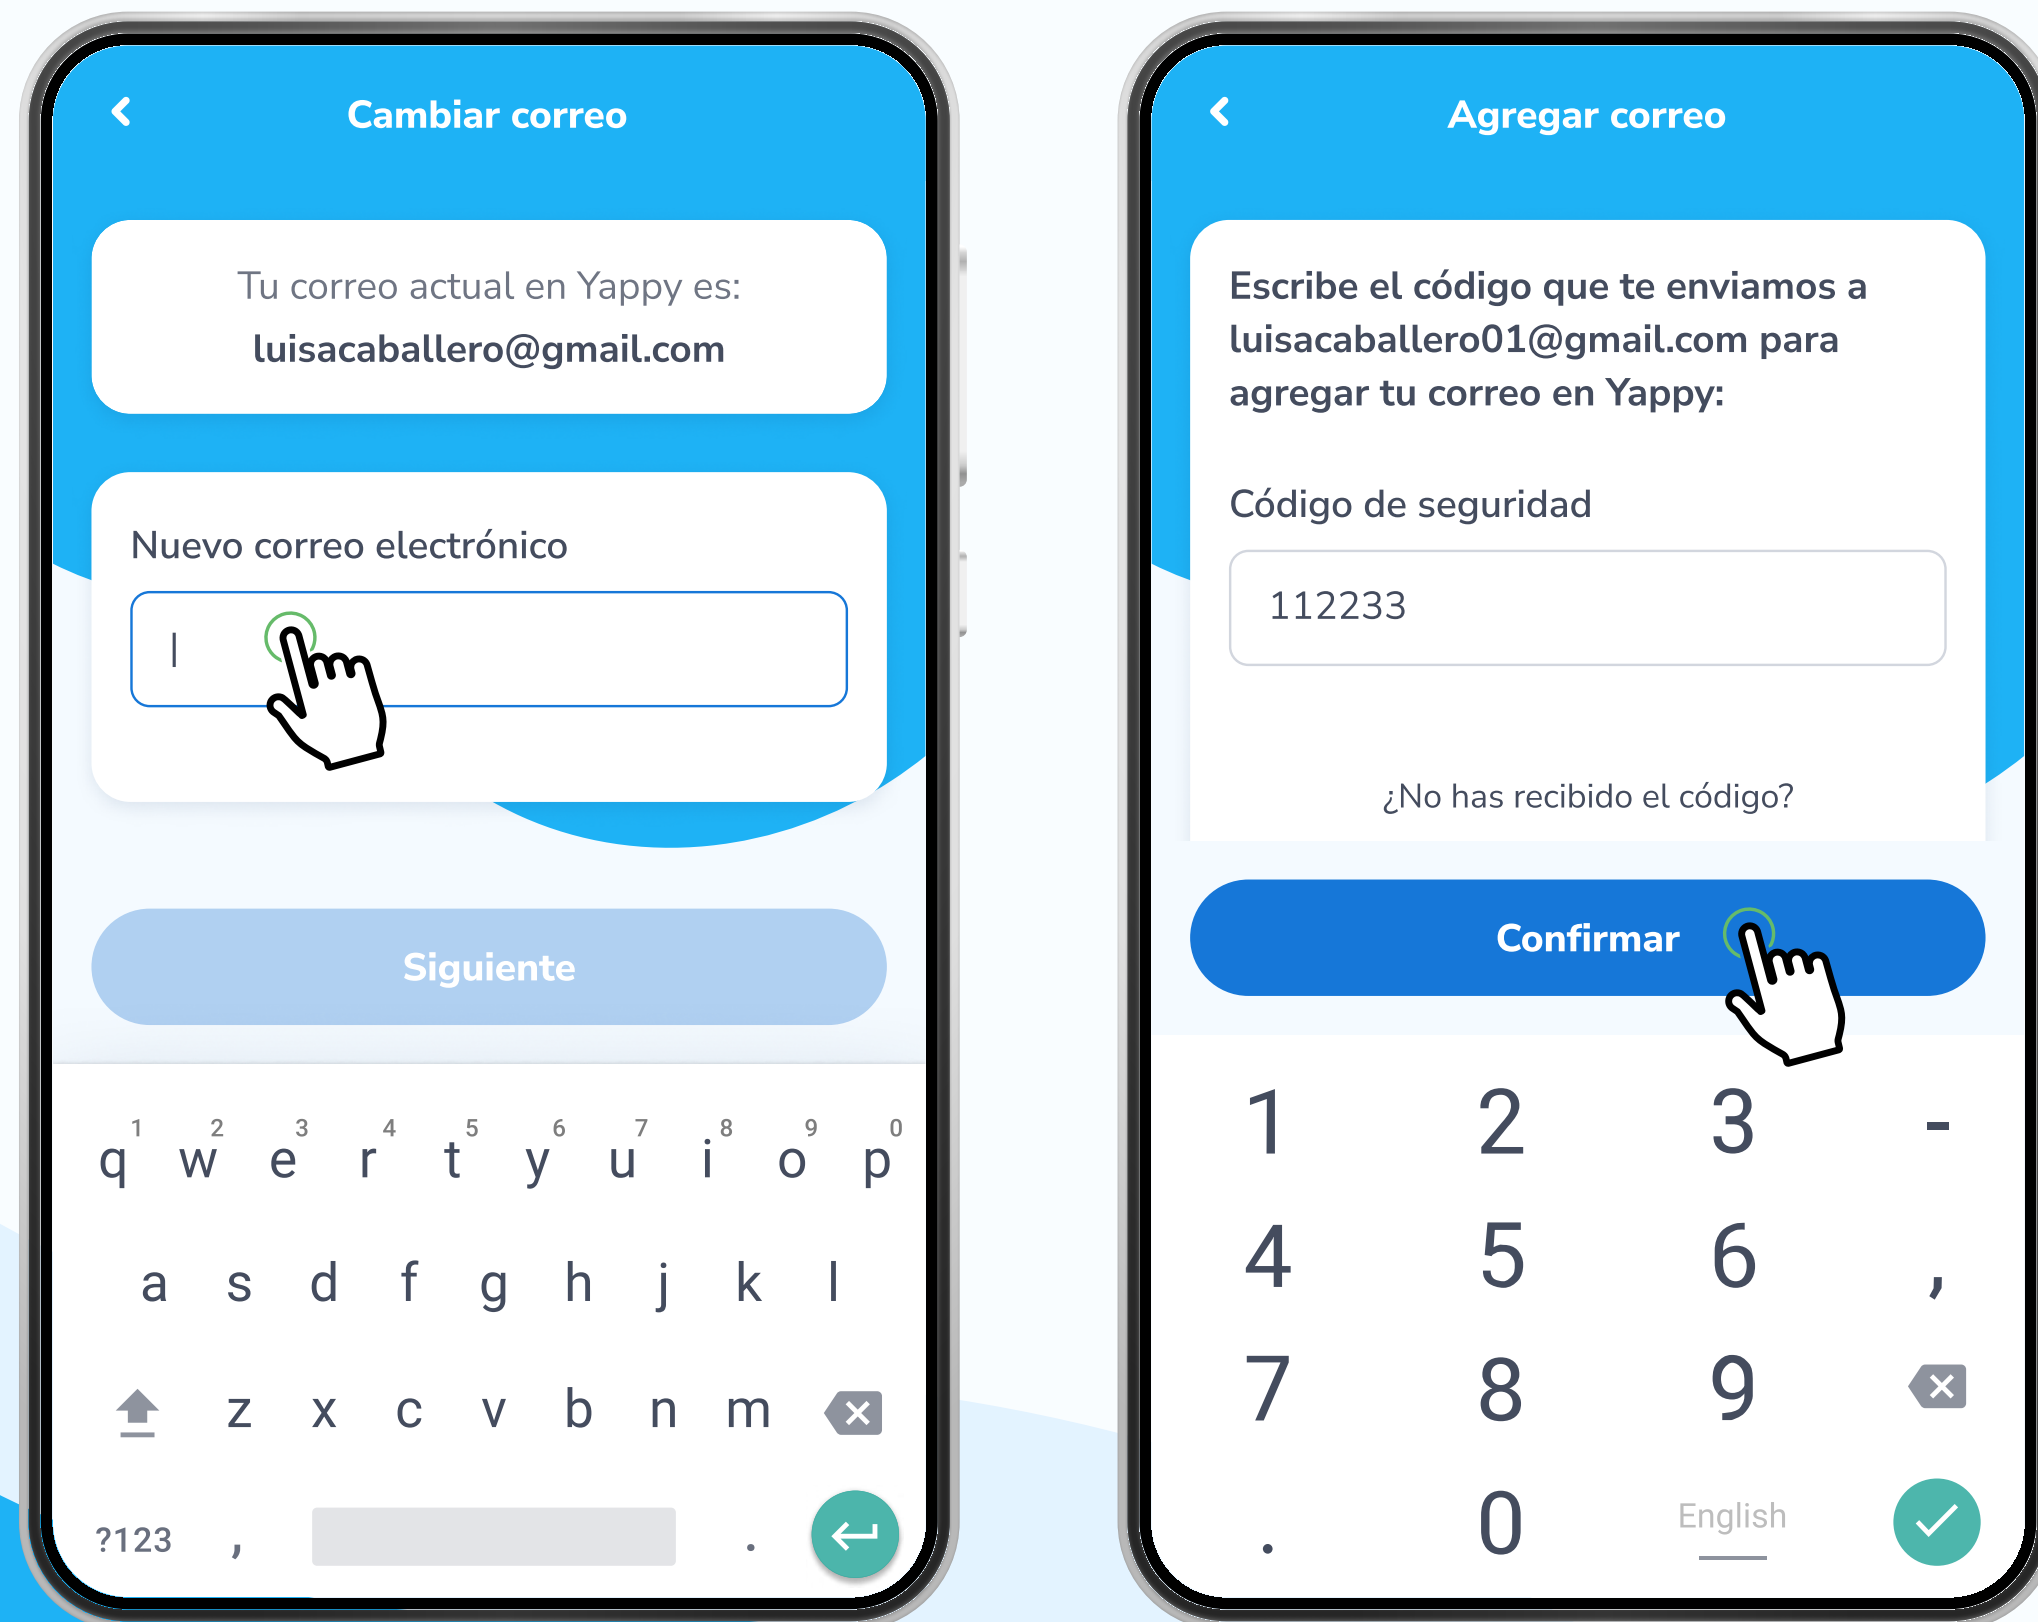 Cambiar correo
Tu correo actual en Yappy es:
luisacaballero@gmail.com
Nuevo correo electrónico
Siguiente
1 2 3 4 5 6 7 8 9 0
q w e r t y u i o p
a s d f g h j k l
z x c v b n m
?123 , .
Agregar correo
Escribe el código que te enviamos a
luisacaballero01@gmail.com para
agregar tu correo en Yappy:
Código de seguridad
112233
¿No has recibido el código?
Confirmar
1 2 3 -
4 5 6 ,
7 8 9
. 0 English